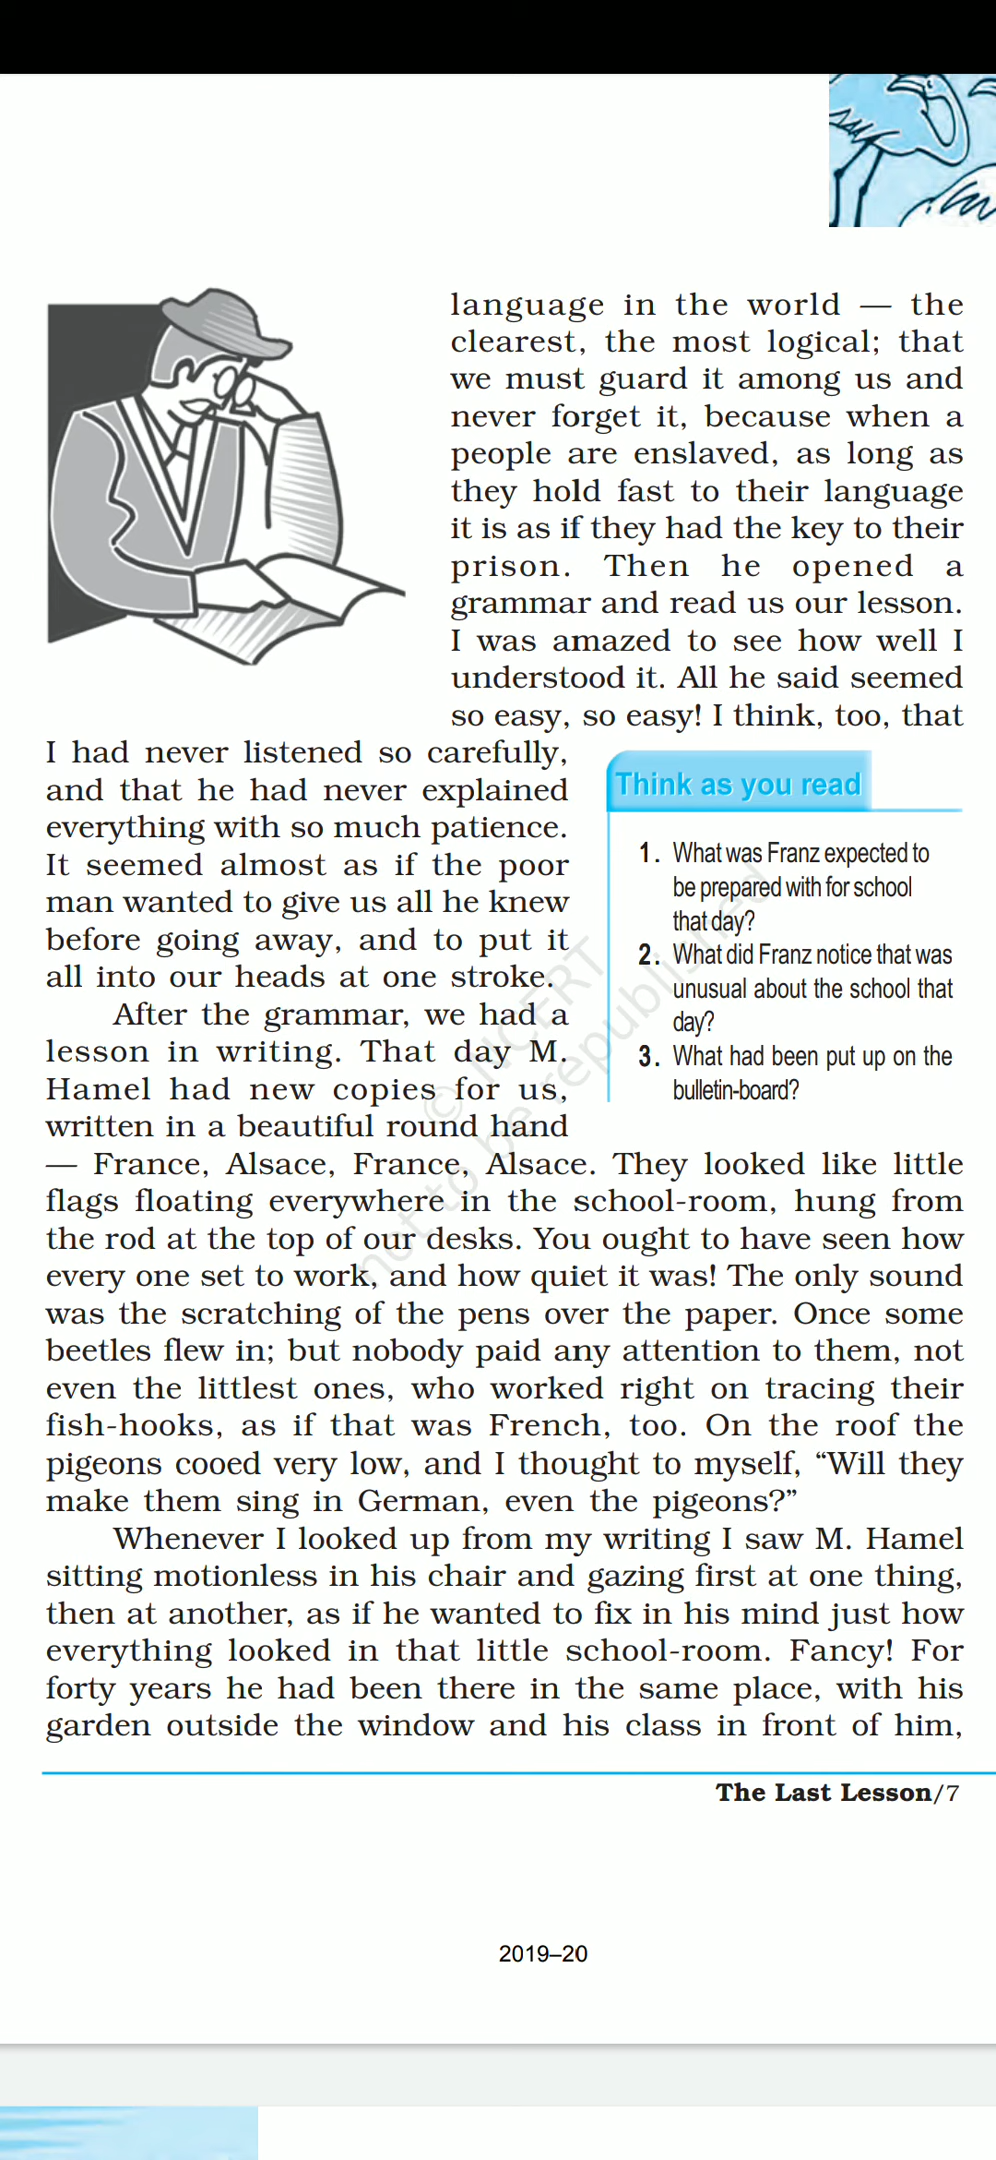 language in the world — the
clearest, the most logical; that
we must guard it among us and
never forget it, because when a
people are enslaved, as long as
they hold fast to their language
it is as if they had the key to their
prison. Then he opened a
grammar and read us our lesson.
I was amazed to see how well I
understood it. All he said seemed
so easy, so easy! I think, too, that
I had never listened so carefully,
and that he had never explained
everything with so much patience.
It seemed almost as if the poor
man wanted to give us all he knew
before going away, and to put it
all into our heads at one stroke.
After the grammar, we had a
lesson in writing. That day M.
Hamel had new copies for us,
written in a beautiful round hand
— France, Alsace, France, Alsace. They looked like little
flags floating everywhere in the school-room, hung from
the rod at the top of our desks. You ought to have seen how
every one set to work, and how quiet it was! The only sound
was the scratching of the pens over the paper. Once some
beetles flew in; but nobody paid any attention to them, not
even the littlest ones, who worked right on tracing their
fish-hooks, as if that was French, too. On the roof the
pigeons cooed very low, and I thought to myself, “Will they
make them sing in German, even the pigeons?”
Whenever I looked up from my writing I saw M. Hamel
sitting motionless in his chair and gazing first at one thing,
then at another, as if he wanted to fix in his mind just how
everything looked in that little school-room. Fancy! For
forty years he had been there in the same place, with his
garden outside the window and his class in front of him,
Think as you read
1. What was Franz expected to
be prepared with for school
that day?
2. What did Franz notice that was
unusual about the school that
day?
3. What had been put up on the
bulletin-board?
© NCERT
not to be republished
The Last Lesson/7
2019–20